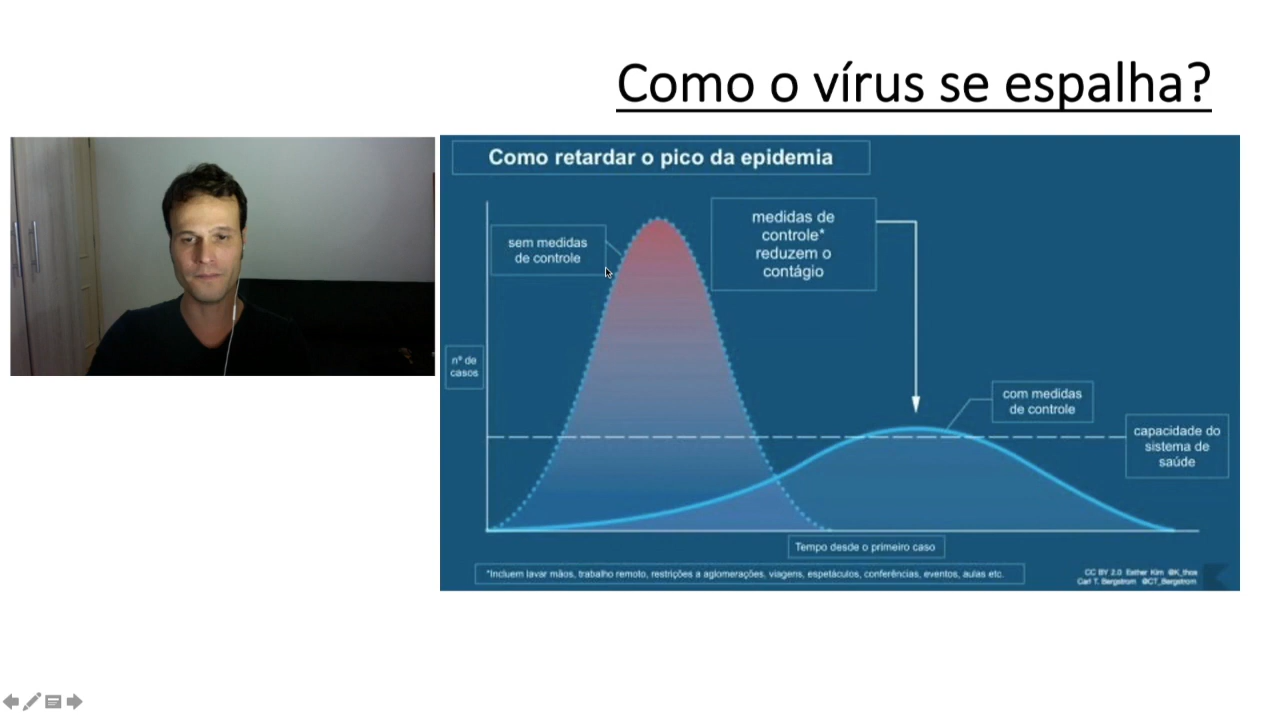 Como o vírus se espalha?
Como retardar o pico da epidemia
sem medidas
de controle
medidas de
controle*
reduzem o
contágio
nº de
casos
com medidas
de controle
capacidade do
sistema de
saúde
Tempo desde o primeiro caso
*Incluem lavar mãos, trabalho remoto, restrições a aglomerações, viagens, espetáculos, conferências, eventos, aulas etc.
CC BY 2.0 Esther Kim @K_thos
Carl T. Bergstrom @CT_Bergstrom